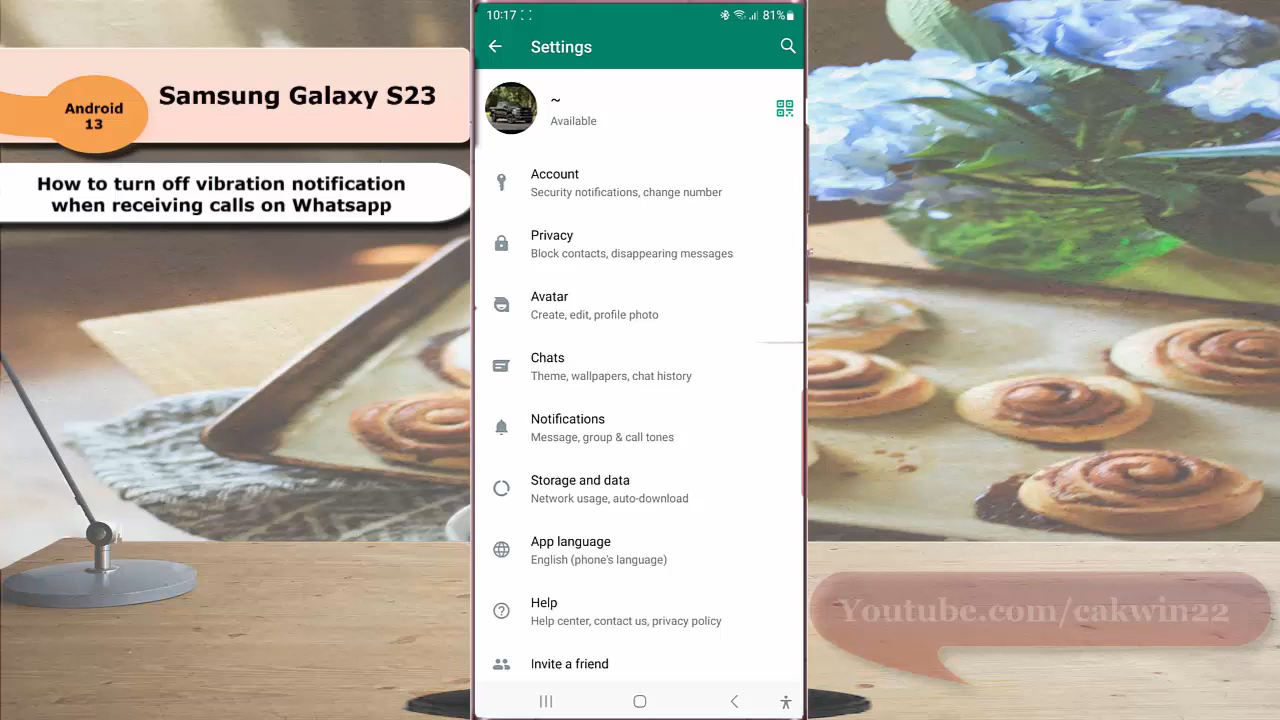 Samsung Galaxy S23
Android
13
How to turn off vibration notification
when receiving calls on Whatsapp
10:17
81%
Settings
~
Available
Account
Security notifications, change number
Privacy
Block contacts, disappearing messages
Avatar
Create, edit, profile photo
Chats
Theme, wallpapers, chat history
Notifications
Message, group & call tones
Storage and data
Network usage, auto-download
App language
English (phone's language)
Help
Help center, contact us, privacy policy
Invite a friend
Youtube.com/cakwin22